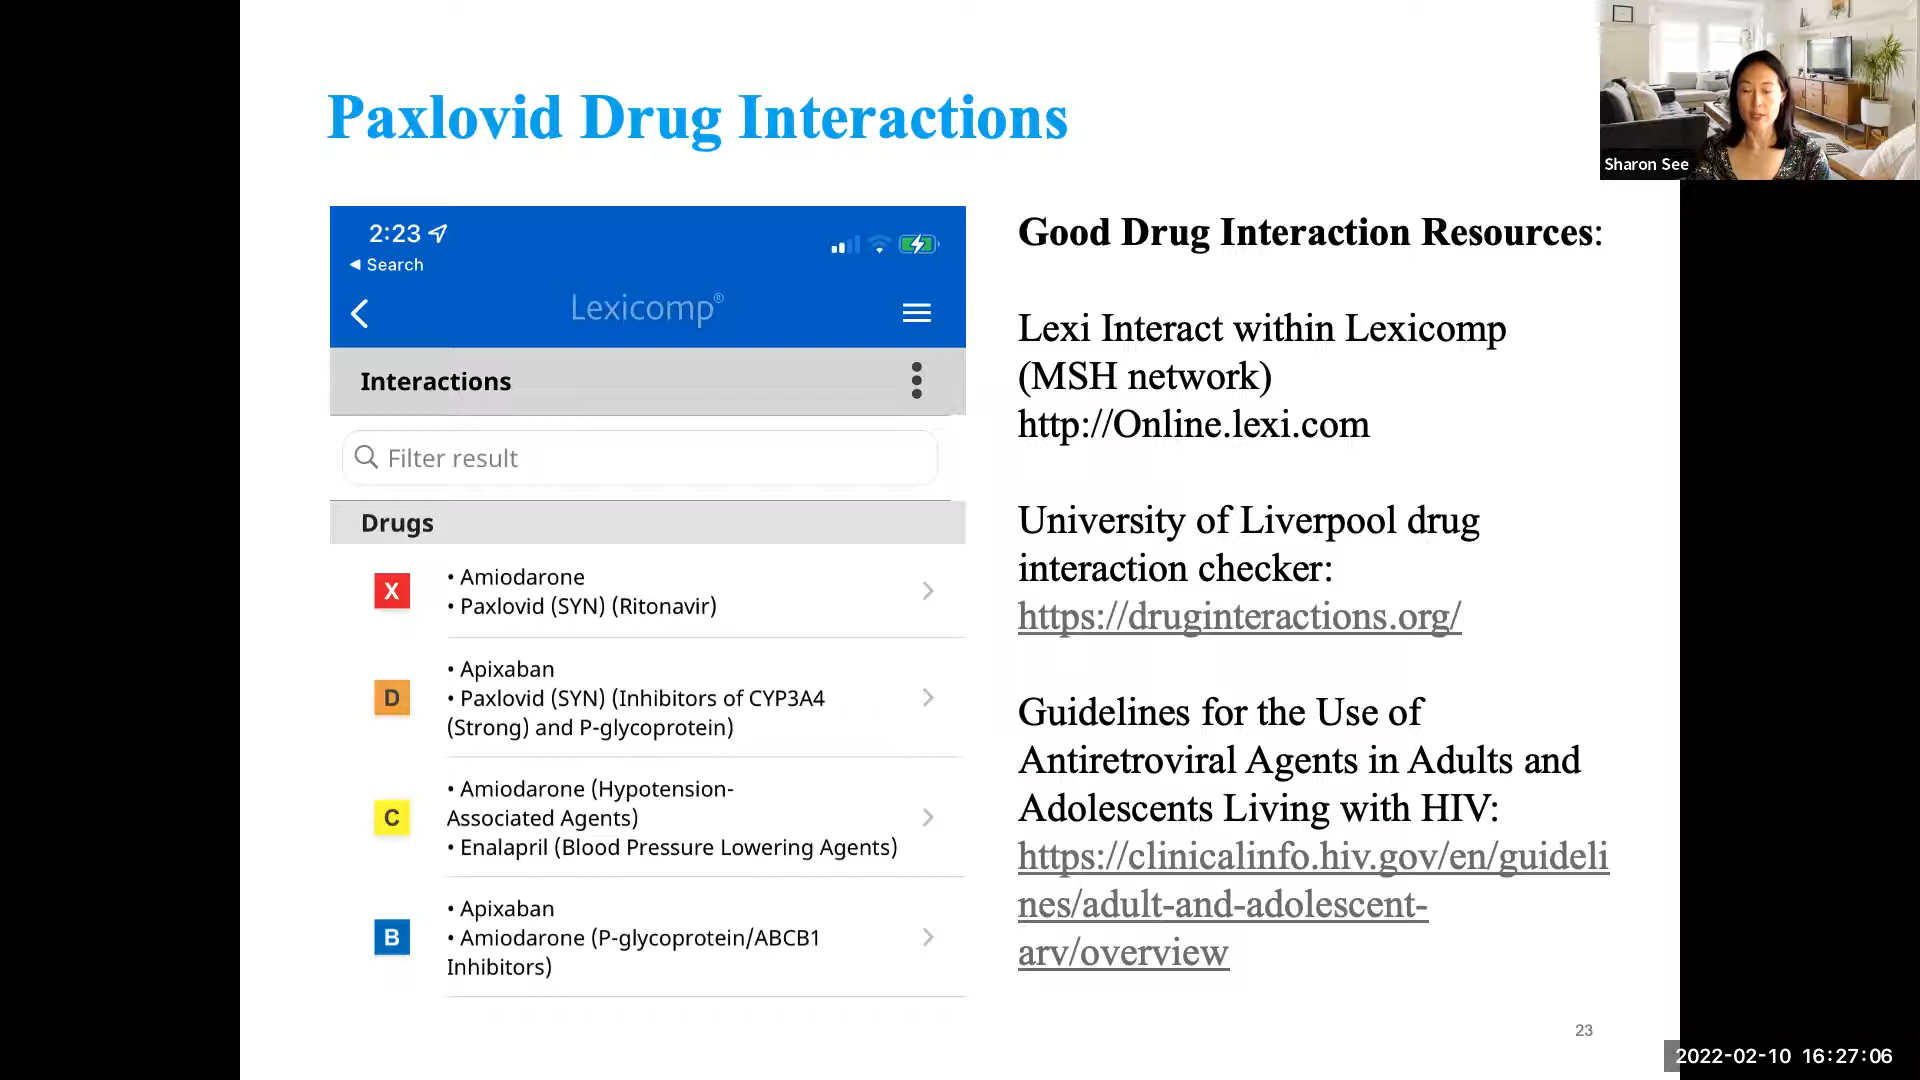 Paxlovid Drug Interactions
Sharon See
2:23
Search
Lexicomp®
Interactions
Filter result
Drugs
X
• Amiodarone
• Paxlovid (SYN) (Ritonavir)
D
• Apixaban
• Paxlovid (SYN) (Inhibitors of CYP3A4
(Strong) and P-glycoprotein)
C
• Amiodarone (Hypotension-
Associated Agents)
• Enalapril (Blood Pressure Lowering Agents)
B
• Apixaban
• Amiodarone (P-glycoprotein/ABCB1
Inhibitors)
Good Drug Interaction Resources:
Lexi Interact within Lexicomp
(MSH network)
http://Online.lexi.com
University of Liverpool drug
interaction checker:
https://druginteractions.org/
Guidelines for the Use of
Antiretroviral Agents in Adults and
Adolescents Living with HIV:
https://clinicalinfo.hiv.gov/en/guideli
nes/adult-and-adolescent-
arv/overview
23
2022-02-10 16:27:06